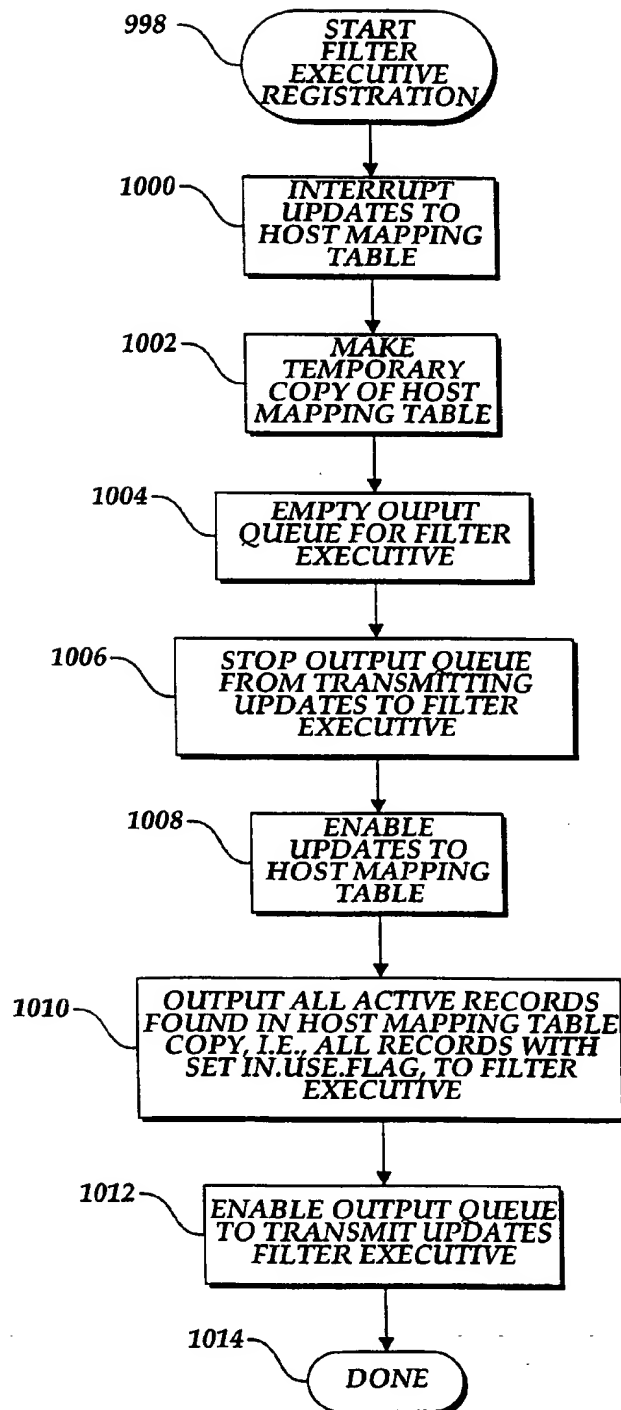 998
START
FILTER
EXECUTIVE
REGISTRATION
1000
INTERRUPT
UPDATES TO
HOST MAPPING
TABLE
1002
MAKE
TEMPORARY
COPY OF HOST
MAPPING TABLE
1004
EMPTY OUPUT
QUEUE FOR FILTER
EXECUTIVE
1006
STOP OUTPUT QUEUE
FROM TRANSMITTING
UPDATES TO FILTER
EXECUTIVE
1008
ENABLE
UPDATES TO
HOST MAPPING
TABLE
1010
OUTPUT ALL ACTIVE RECORDS
FOUND IN HOST MAPPING TABLE
COPY, I.E., ALL RECORDS WITH
SET IN.USE.FLAG, TO FILTER
EXECUTIVE
1012
ENABLE OUTPUT QUEUE
TO TRANSMIT UPDATES
FILTER EXECUTIVE
1014
DONE